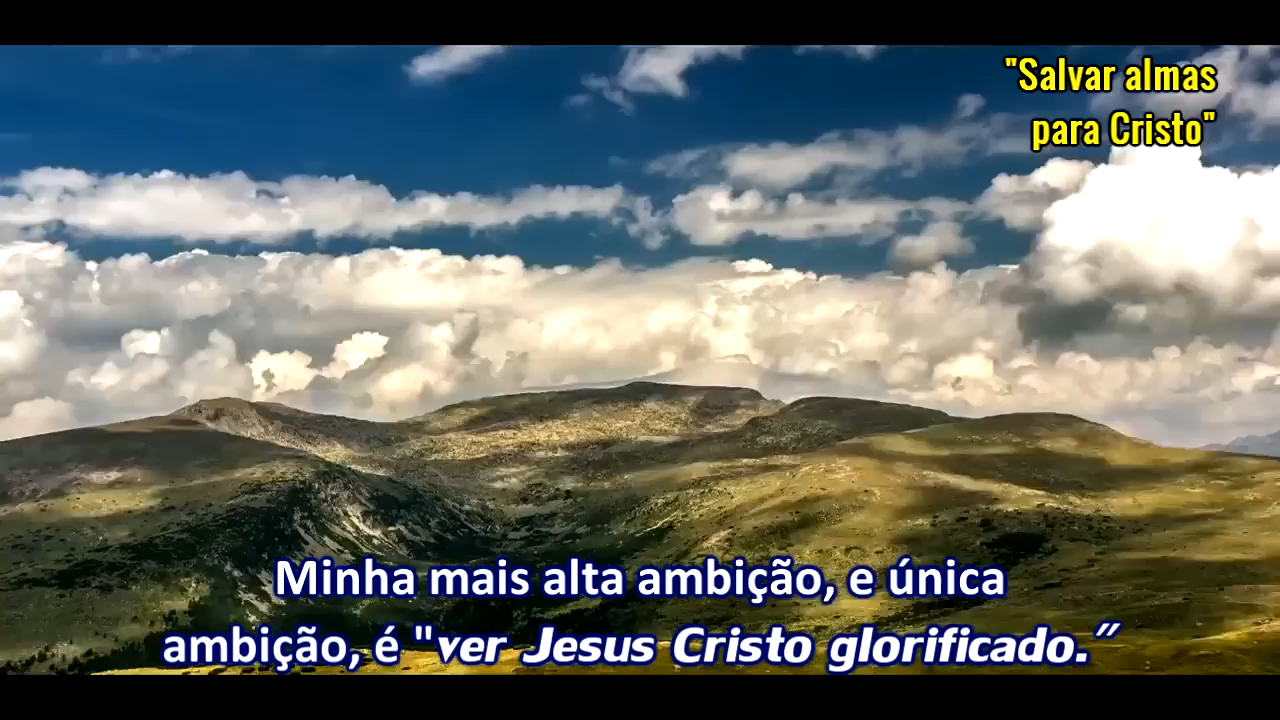 "Salvar almas
para Cristo"
Minha mais alta ambição, e única
ambição, é "ver Jesus Cristo glorificado."